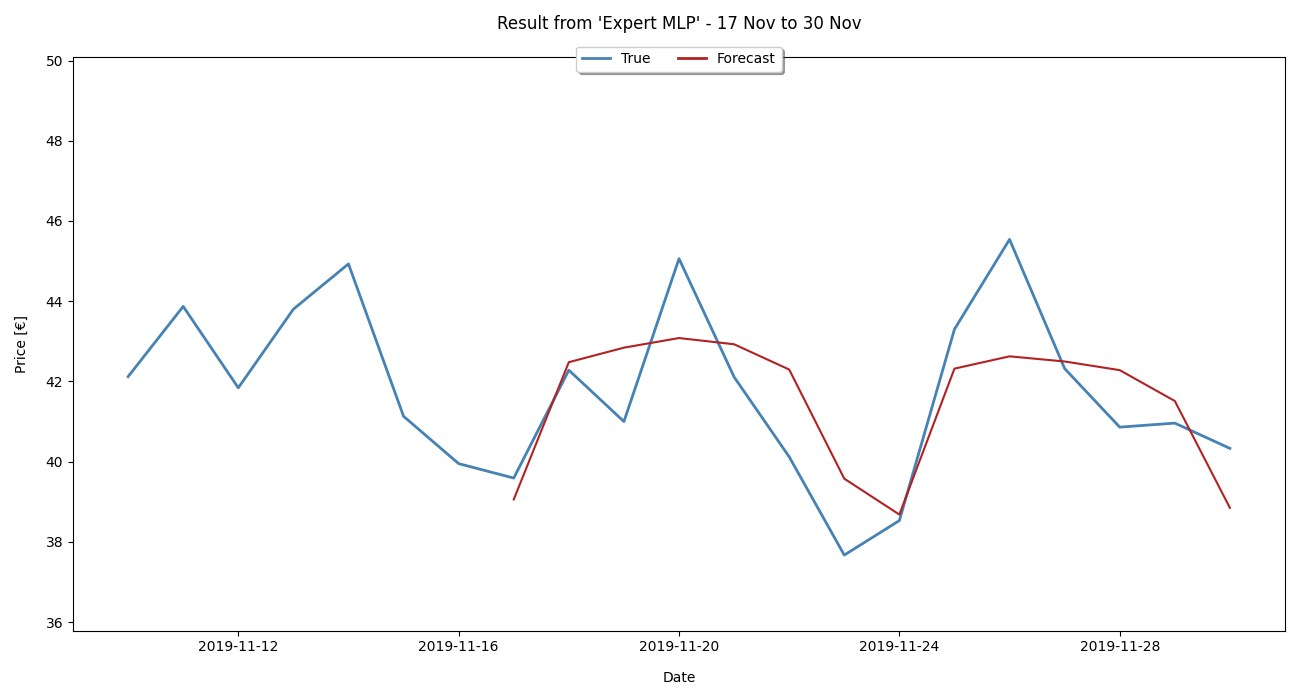 Result from 'Expert MLP' - 17 Nov to 30 Nov
True Forecast
Price [€]
50
48
46
44
42
40
38
36
2019-11-12 2019-11-16 2019-11-20 2019-11-24 2019-11-28
Date